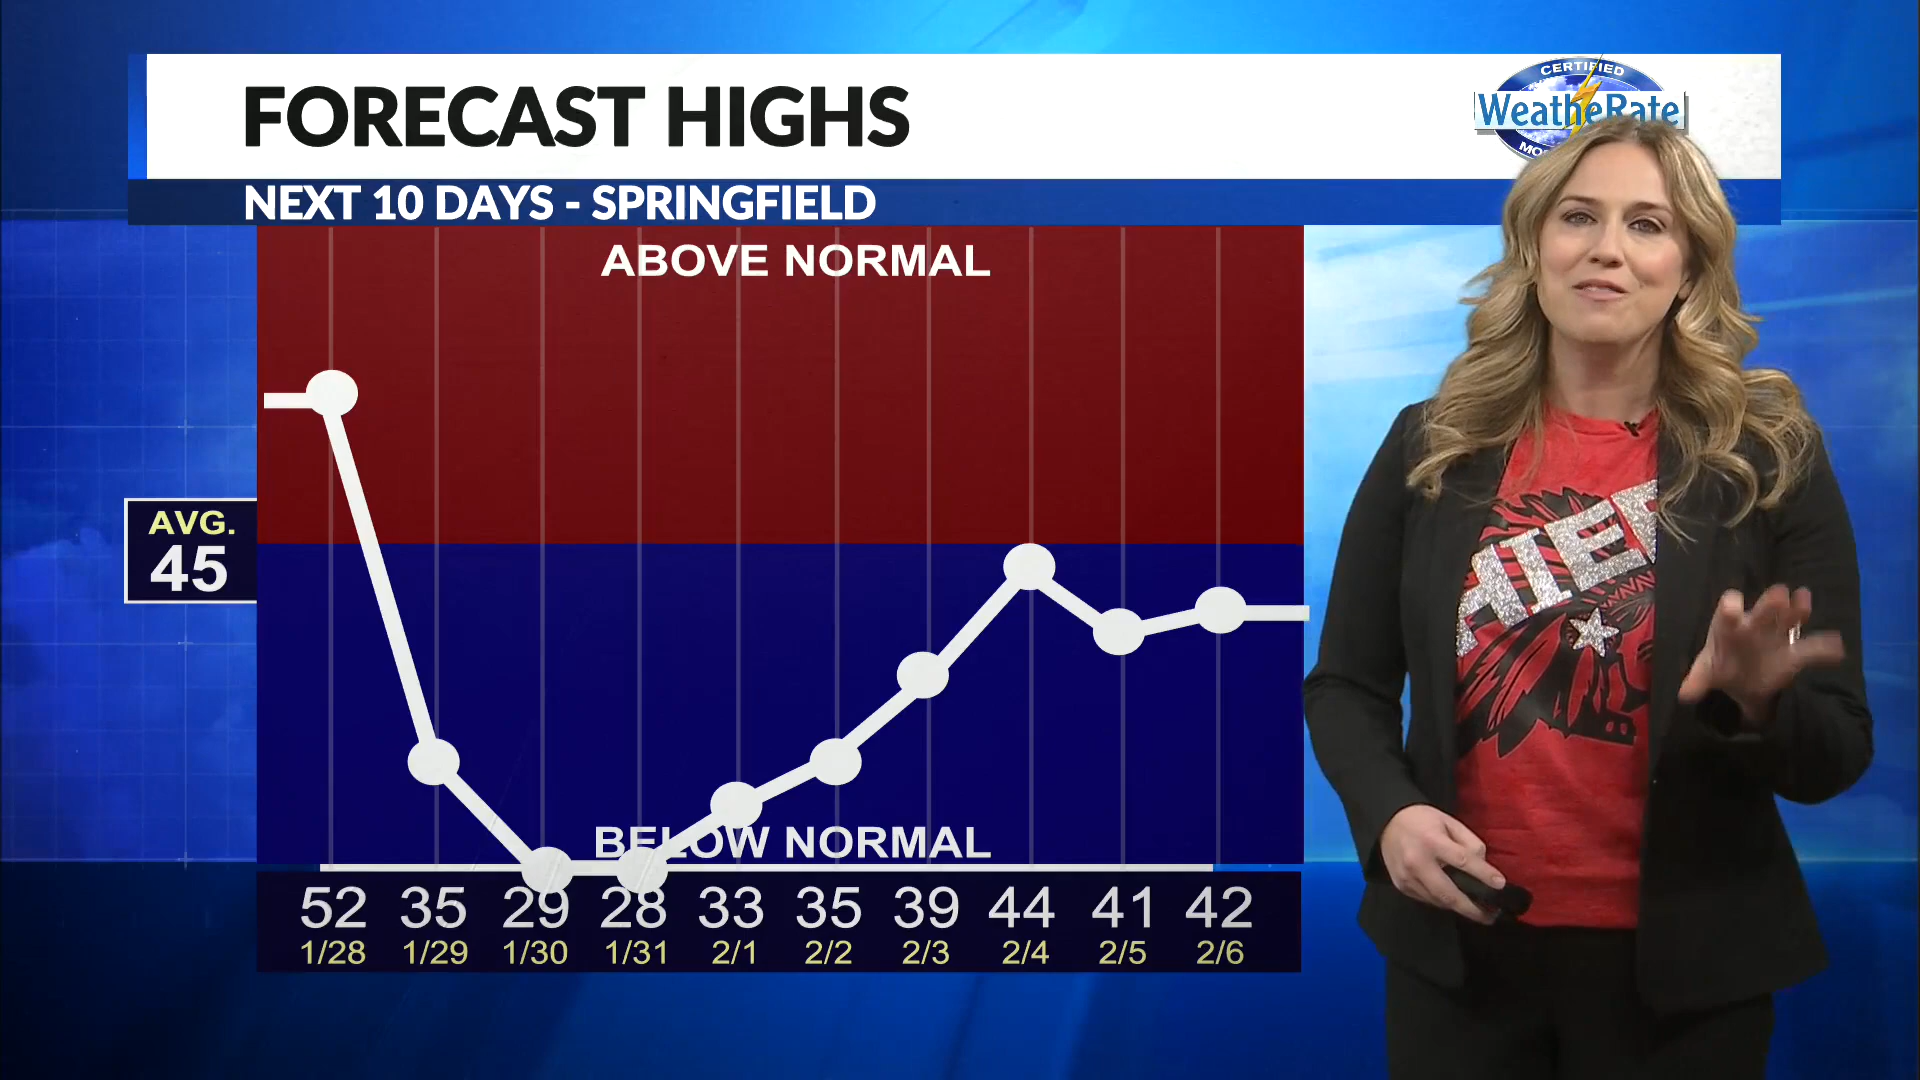 FORECAST HIGHS
CERTIFIED
WeatheRate
NEXT 10 DAYS - SPRINGFIELD
ABOVE NORMAL
AVG.
45
HIEF
BELOW NORMAL
52 35 29 28 33 35 39 44 41 42
1/28 1/29 1/30 1/31 2/1 2/2 2/3 2/4 2/5 2/6